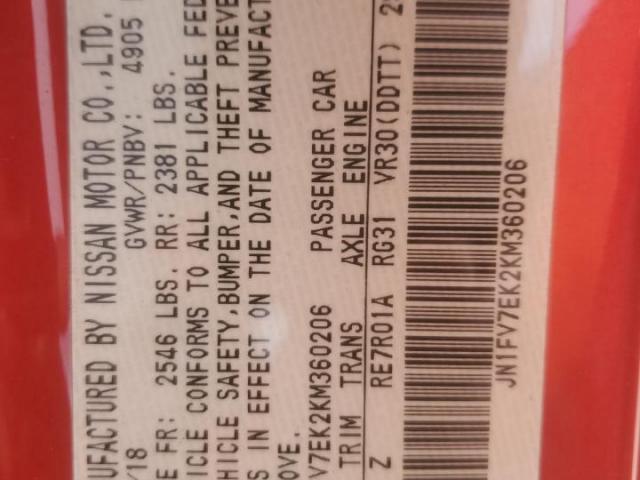 UFACTURED BY NISSAN MOTOR CO.,LTD.
/18 GVWR/PNBV: 4905
E FR: 2546 LBS. RR: 2381 LBS.
ICLE CONFORMS TO ALL APPLICABLE FED
HICLE SAFETY,BUMPER,AND THEFT PREVE
S IN EFFECT ON THE DATE OF MANUFACT
OVE.
V7EK2KM360206 PASSENGER CAR
TRIM TRANS AXLE ENGINE
Z RE7R01A RG31 VR30(DDTT)
JN1FV7EK2KM360206